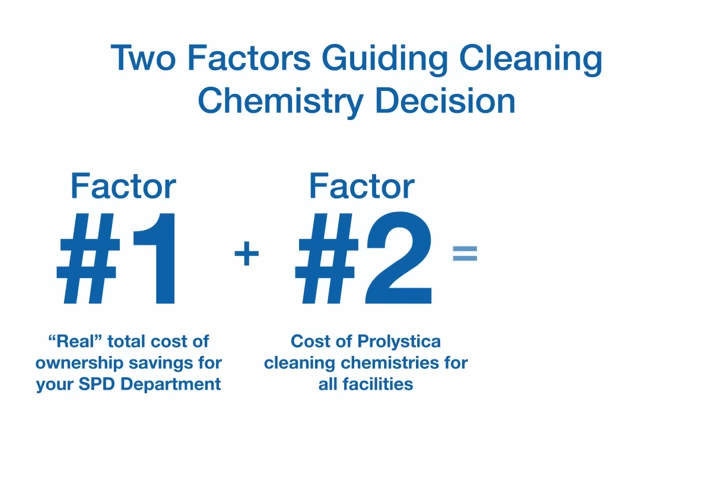 Two Factors Guiding Cleaning
Chemistry Decision
Factor
#1
+
Factor
#2
=
“Real” total cost of
ownership savings for
your SPD Department
Cost of Prolystica
cleaning chemistries for
all facilities